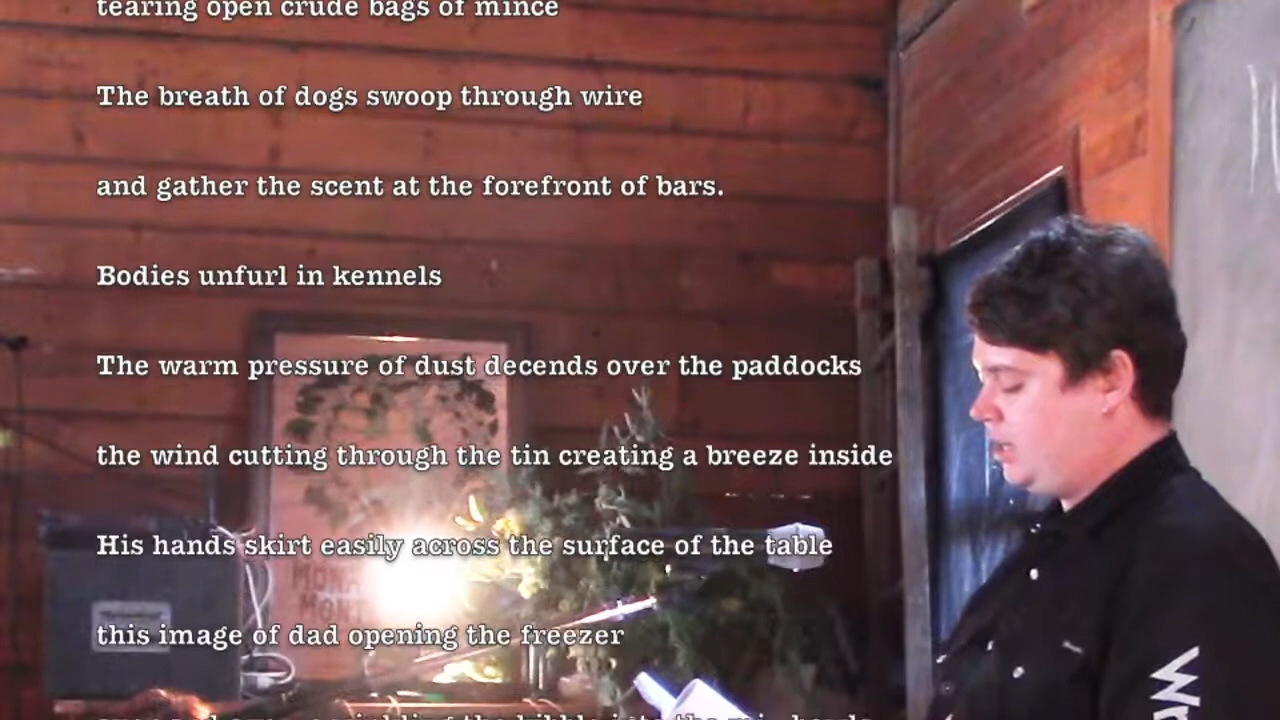 tearing open crude bags of mince
The breath of dogs swoop through wire
and gather the scent at the forefront of bars.
Bodies unfurl in kennels
The warm pressure of dust decends over the paddocks
the wind cutting through the tin creating a breeze inside
His hands skirt easily across the surface of the table
this image of dad opening the freezer